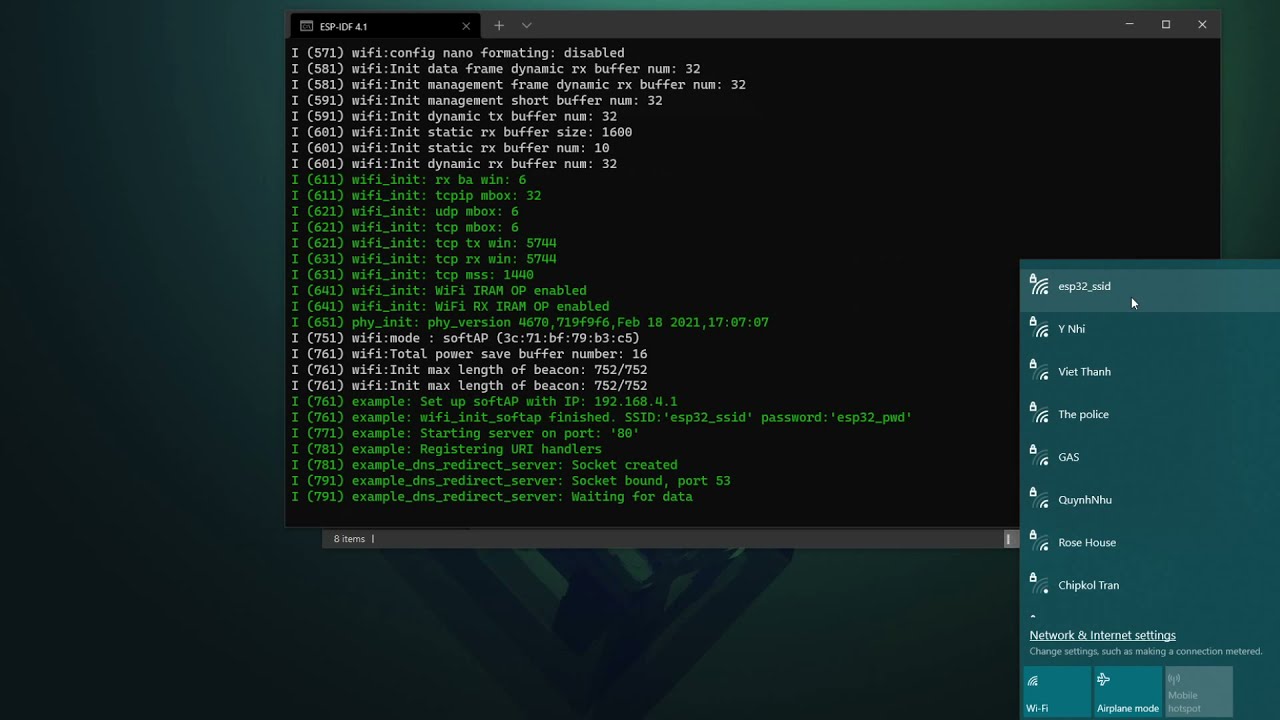 ESP-IDF 4.1
I (571) wifi:config nano formating: disabled
I (581) wifi:Init data frame dynamic rx buffer num: 32
I (581) wifi:Init management frame dynamic rx buffer num: 32
I (591) wifi:Init management short buffer num: 32
I (591) wifi:Init dynamic tx buffer num: 32
I (601) wifi:Init static rx buffer size: 1600
I (601) wifi:Init static rx buffer num: 10
I (601) wifi:Init dynamic rx buffer num: 32
I (611) wifi_init: rx ba win: 6
I (611) wifi_init: tcpip mbox: 32
I (621) wifi_init: udp mbox: 6
I (621) wifi_init: tcp mbox: 6
I (621) wifi_init: tcp tx win: 5744
I (631) wifi_init: tcp rx win: 5744
I (631) wifi_init: tcp mss: 1440
I (641) wifi_init: WiFi IRAM OP enabled
I (641) wifi_init: WiFi RX IRAM OP enabled
I (651) phy_init: phy_version 4670,719f9f6,Feb 18 2021,17:07:07
I (751) wifi:mode : softAP (3c:71:bf:79:b3:c5)
I (761) wifi:Total power save buffer number: 16
I (761) wifi:Init max length of beacon: 752/752
I (761) wifi:Init max length of beacon: 752/752
I (761) example: Set up softAP with IP: 192.168.4.1
I (761) example: wifi_init_softap finished. SSID:'esp32_ssid' password:'esp32_pwd'
I (771) example: Starting server on port: '80'
I (781) example: Registering URI handlers
I (781) example_dns_redirect_server: Socket created
I (791) example_dns_redirect_server: Socket bound, port 53
I (791) example_dns_redirect_server: Waiting for data
8 items
esp32_ssid
Y Nhí
Viet Thanh
The police
GAS
QuynhNhu
Rose House
Chipkol Tran
Network & Internet settings
Change settings, such as making a connection metered.
Wi-Fi
Airplane mode
Mobile
hotspot